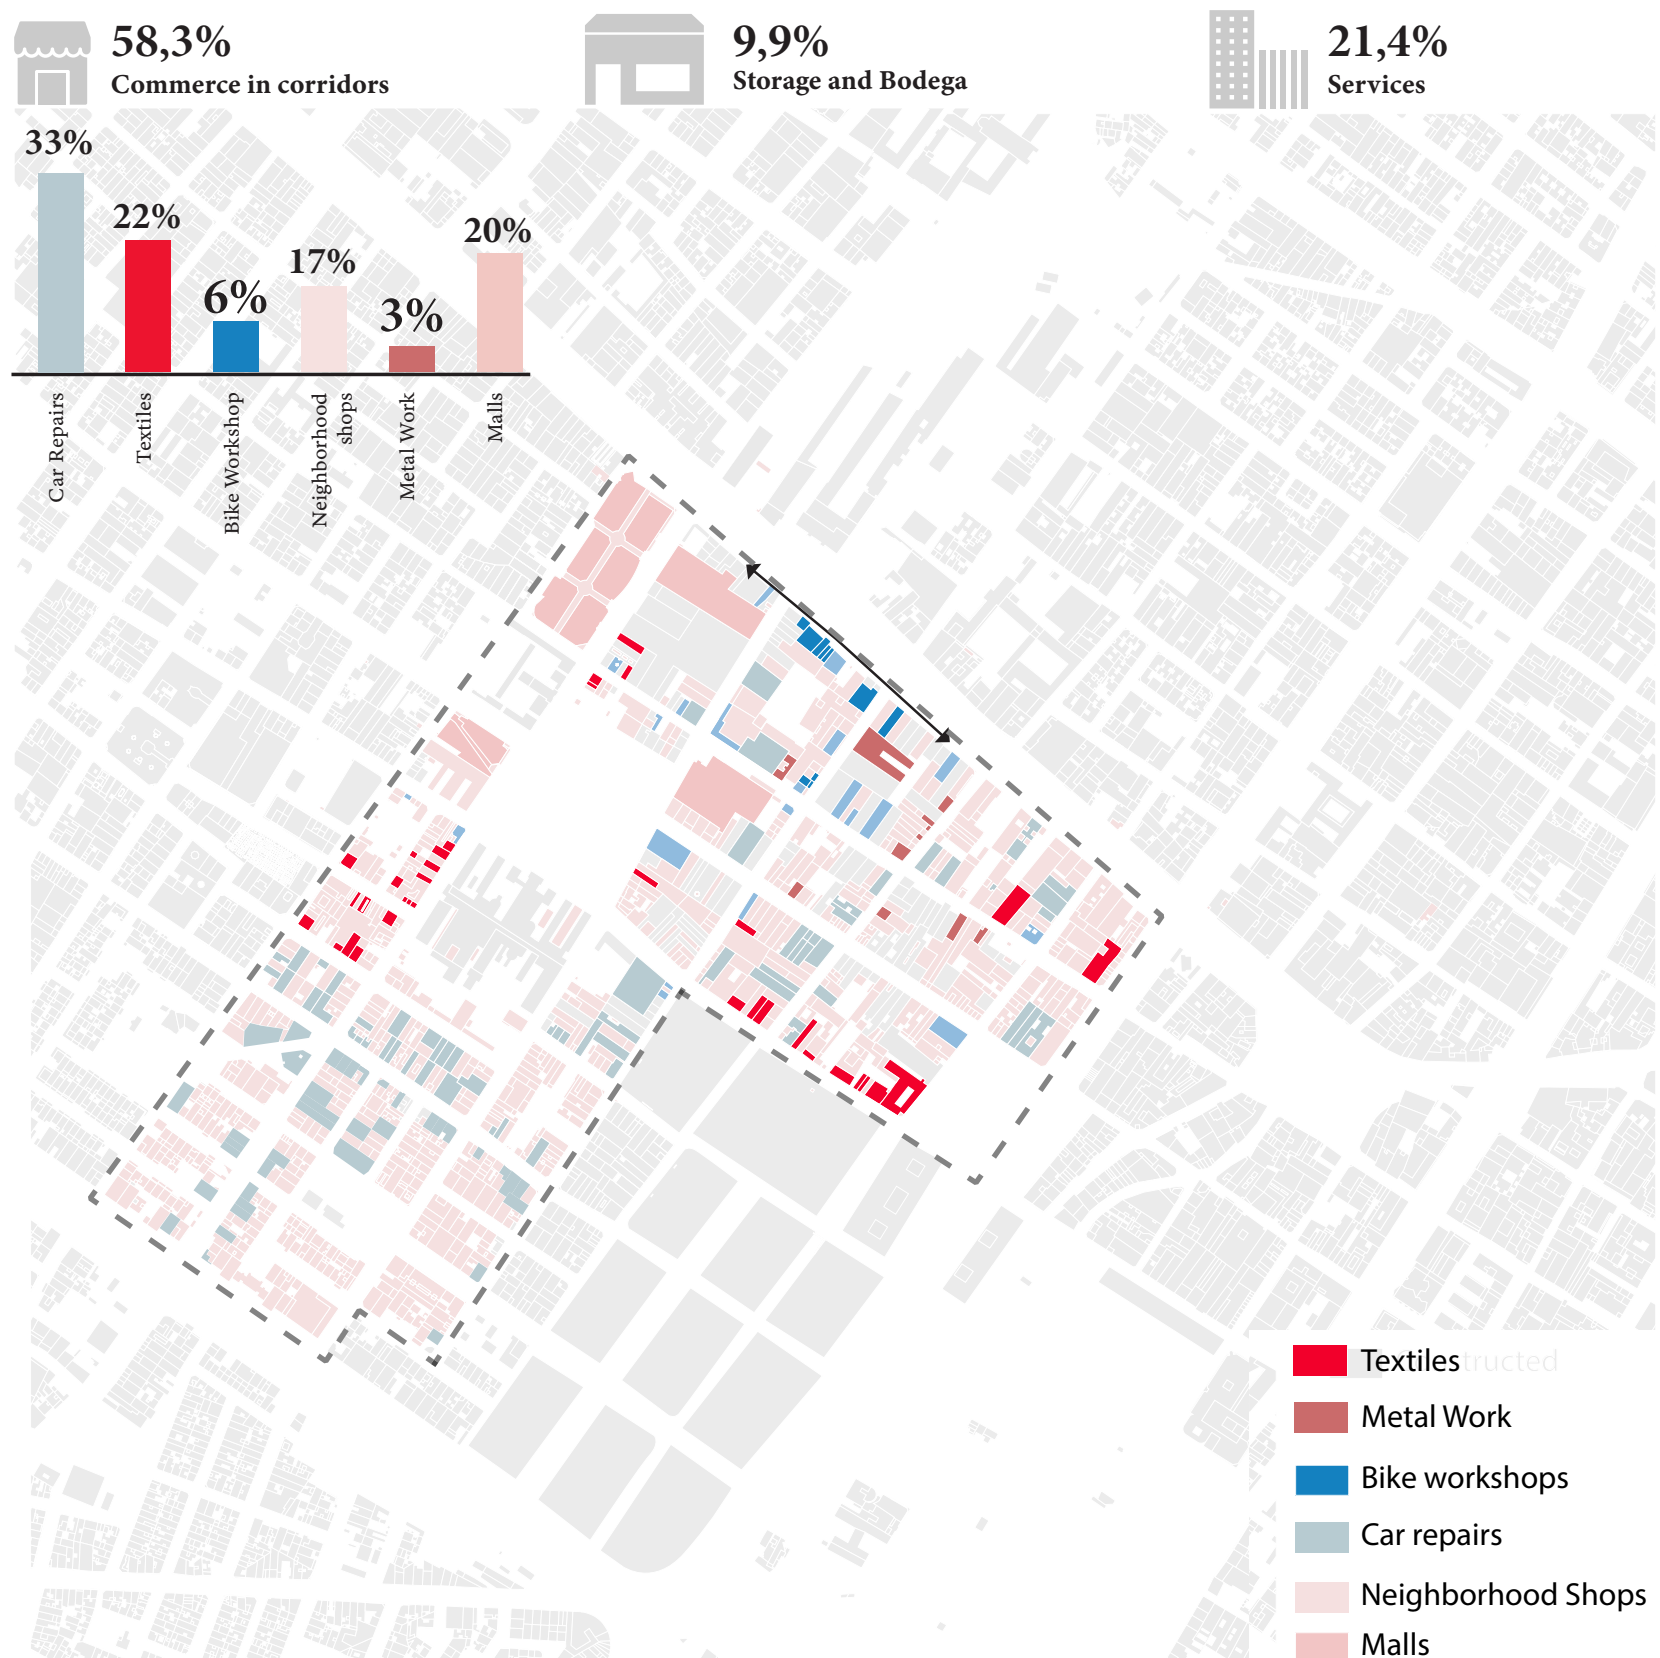 58,3%
Commerce in corridors
9,9%
Storage and Bodega
21,4%
Services
33%
22%
6%
17%
3%
20%
Car Repairs
Textiles
Bike Workshop
Neighborhood
shops
Metal Work
Malls
Textiles
tructed
Metal Work
Bike workshops
Car repairs
Neighborhood Shops
Malls